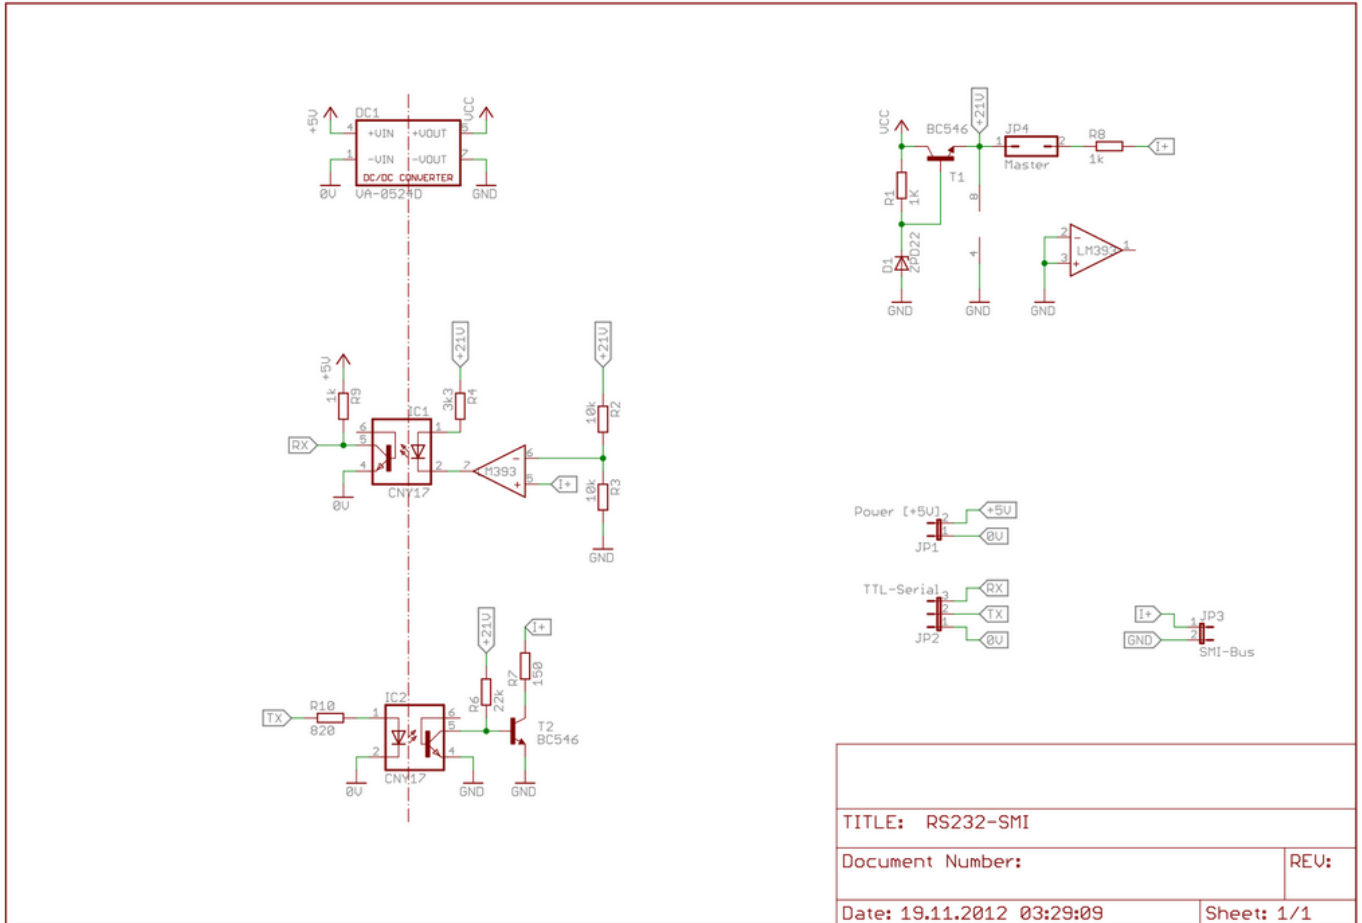 +5V
DC1
VCC
4
+VIN
+VOUT
6
1
-VIN
-VOUT
7
DC/DC CONVERTER
0V
VA-0524D
GND
VCC
BC546
+21V
JP4
1
2
Master
R8
1k
I+
T1
R1
1K
8
D1
ZPD22
4
2
-
3
+
LM393
1
GND
GND
GND
+5V
1k
R9
+21V
3k3
R4
+21V
10k
R2
IC1
RX
6
5
4
1
2
7
LM393
-
6
+
5
I+
10k
R3
0V
CNY17
GND
Power [+5V]
2
1
+5V
0V
JP1
TTL-Serial
3
2
1
RX
TX
0V
JP2
I+
GND
1
2
JP3
SMI-Bus
+21V
I+
R7
150
R6
22k
IC2
TX
R10
820
1
2
6
5
4
T2
BC546
0V
CNY17
GND
GND
TITLE: RS232-SMI
Document Number:
REV:
Date: 19.11.2012 03:29:09
Sheet: 1/1